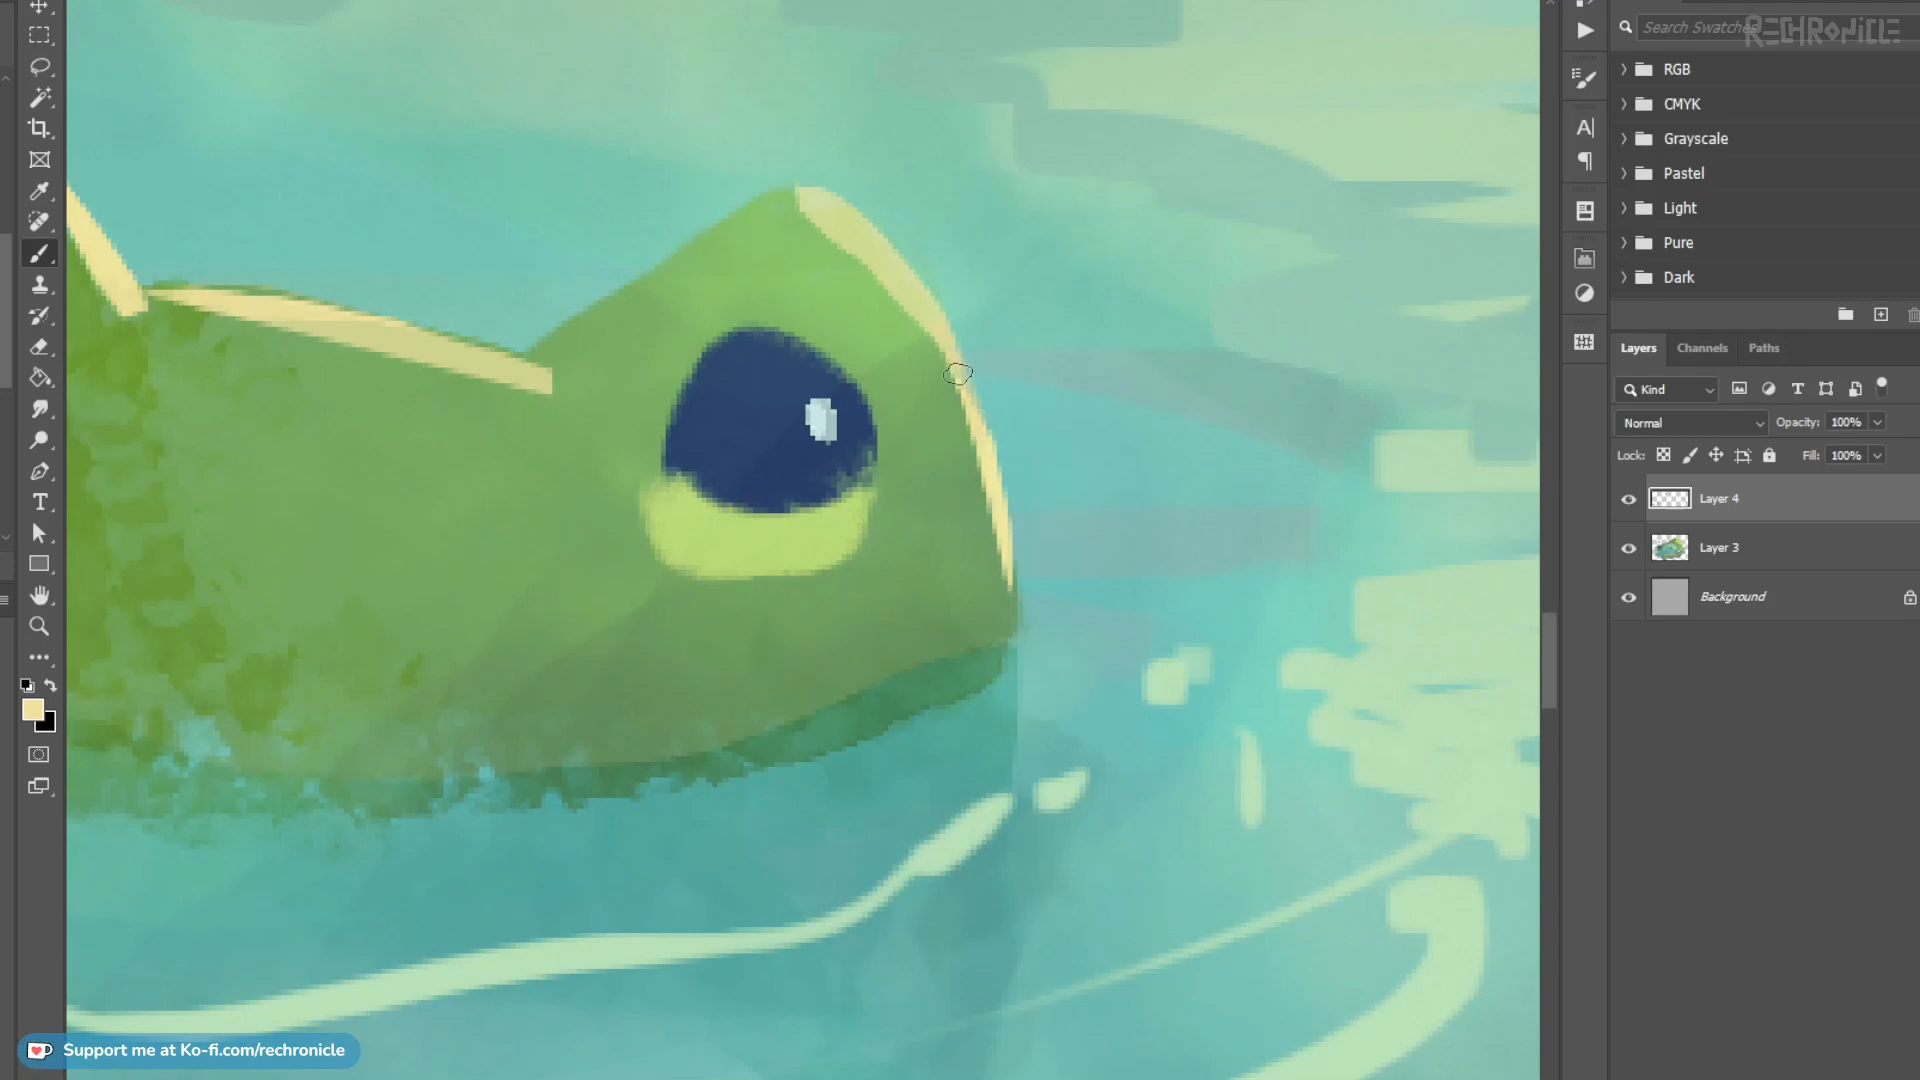 Search Swatches
RECHRONICLE
RGB
CMYK
Grayscale
Pastel
Light
Pure
Dark
Layers Channels Paths
Kind
Normal Opacity: 100%
Lock: Fill: 100%
Layer 4
Layer 3
Background
Support me at Ko-fi.com/rechronicle